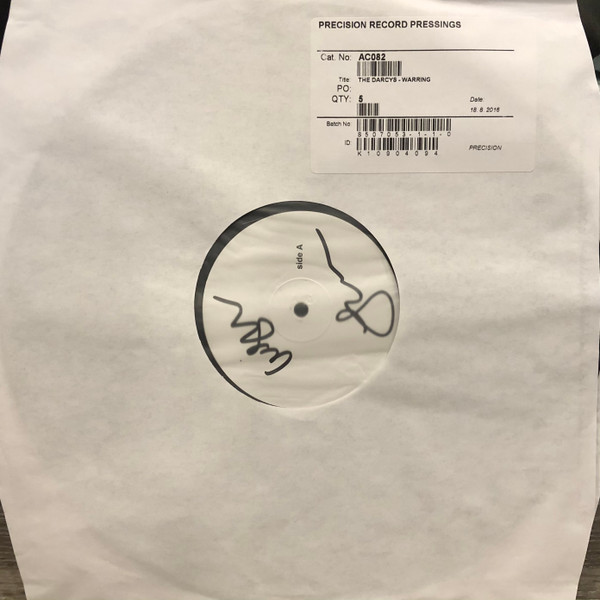 PRECISION RECORD PRESSINGS
Cat. No: AC082
Title: THE DARCYS - WARRING
PO:
QTY: 5
Date:
18. 8. 2016
Batch No
8507053-1-1-0
ID
K10904094
PRECISION
side A